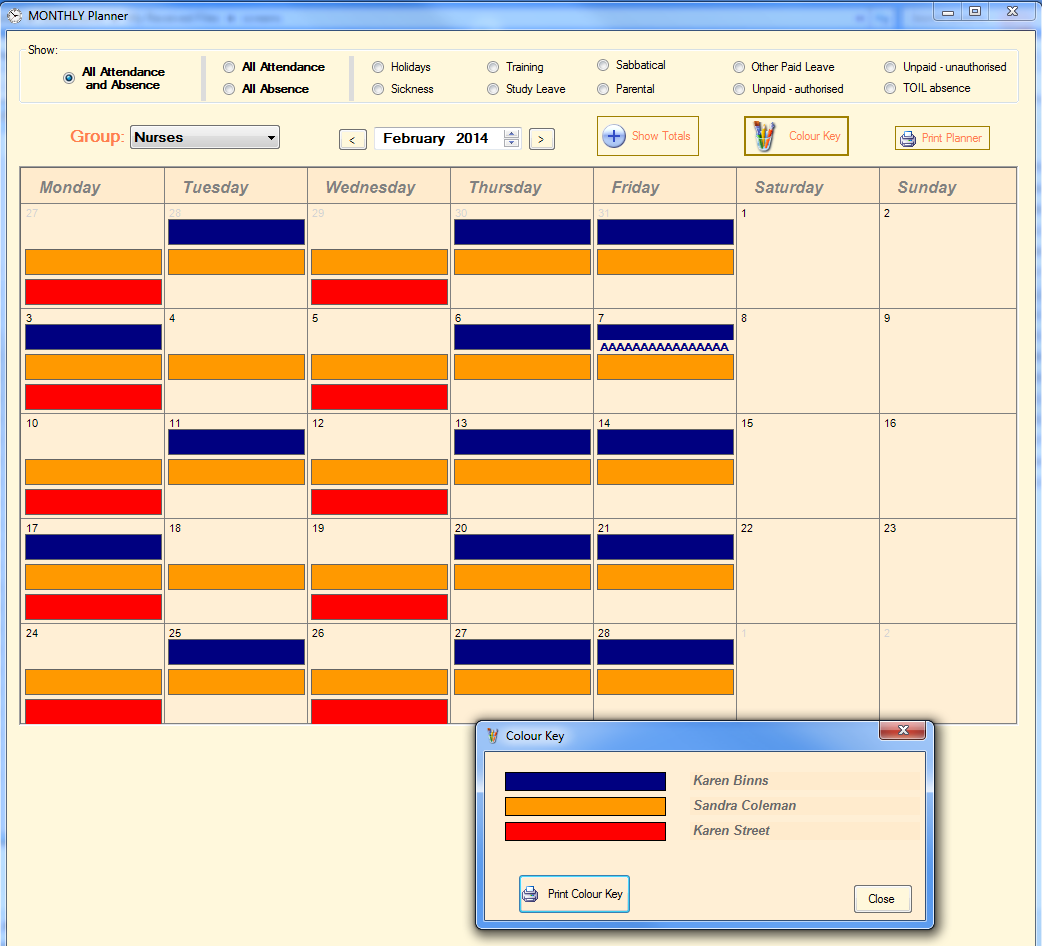 MONTHLY Planner
Show:
All Attendance and Absence
All Attendance
All Absence
Holidays
Sickness
Training
Study Leave
Sabbatical
Parental
Other Paid Leave
Unpaid - authorised
Unpaid - unauthorised
TOIL absence
Group: Nurses
< February 2014 >
Show Totals
Colour Key
Print Planner
Monday Tuesday Wednesday Thursday Friday Saturday Sunday
27 28 29 30 31 1 2
3 4 5 6 7 8 9
AAAAAAAAAAAAAAAA
10 11 12 13 14 15 16
17 18 19 20 21 22 23
24 25 26 27 28 1 2
Colour Key
Karen Binns
Sandra Coleman
Karen Street
Print Colour Key
Close